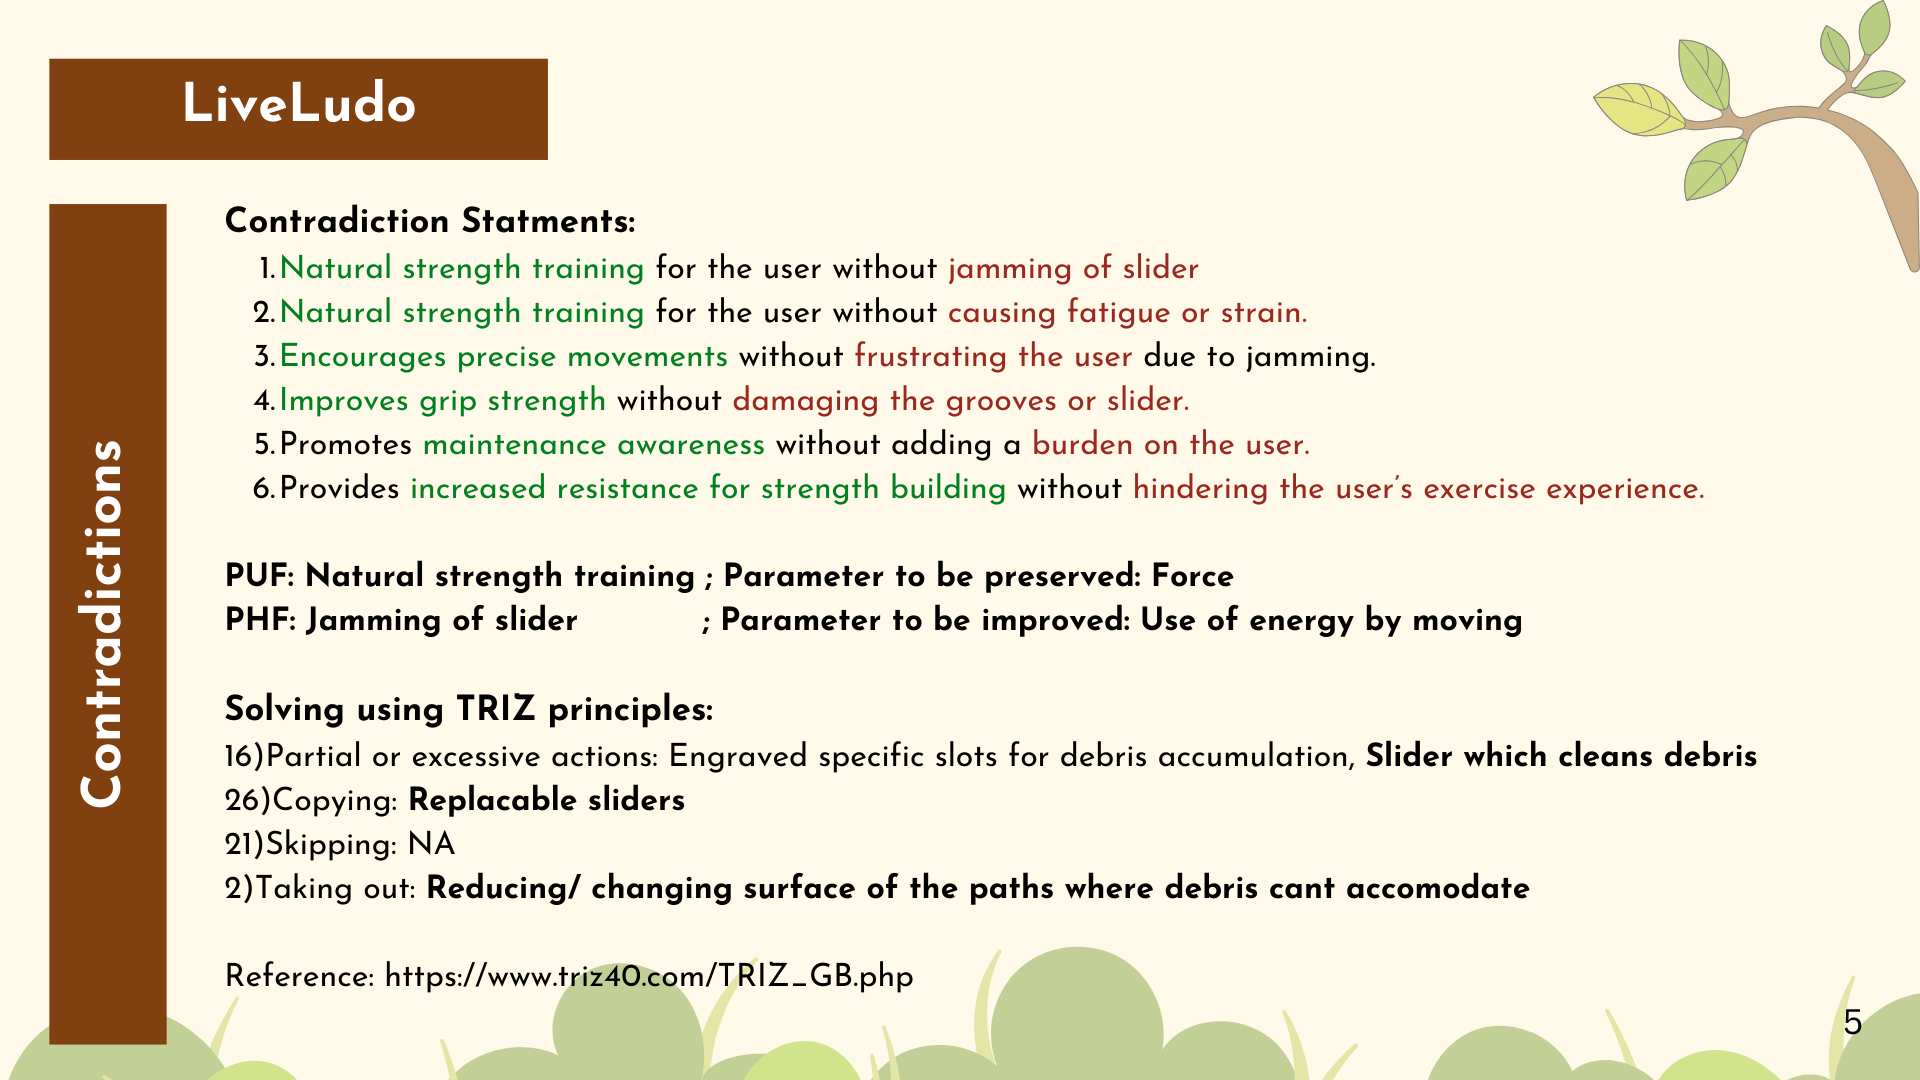 LiveLudo
Contradictions
Contradiction Statments:
1. Natural strength training for the user without jamming of slider
2. Natural strength training for the user without causing fatigue or strain.
3. Encourages precise movements without frustrating the user due to jamming.
4. Improves grip strength without damaging the grooves or slider.
5. Promotes maintenance awareness without adding a burden on the user.
6. Provides increased resistance for strength building without hindering the user's exercise experience.
PUF: Natural strength training ; Parameter to be preserved: Force
PHF: Jamming of slider ; Parameter to be improved: Use of energy by moving
Solving using TRIZ principles:
16)Partial or excessive actions: Engraved specific slots for debris accumulation, Slider which cleans debris
26)Copying: Replacable sliders
21)Skipping: NA
2)Taking out: Reducing/ changing surface of the paths where debris cant accomodate
Reference: https://www.triz40.com/TRIZ_GB.php
5